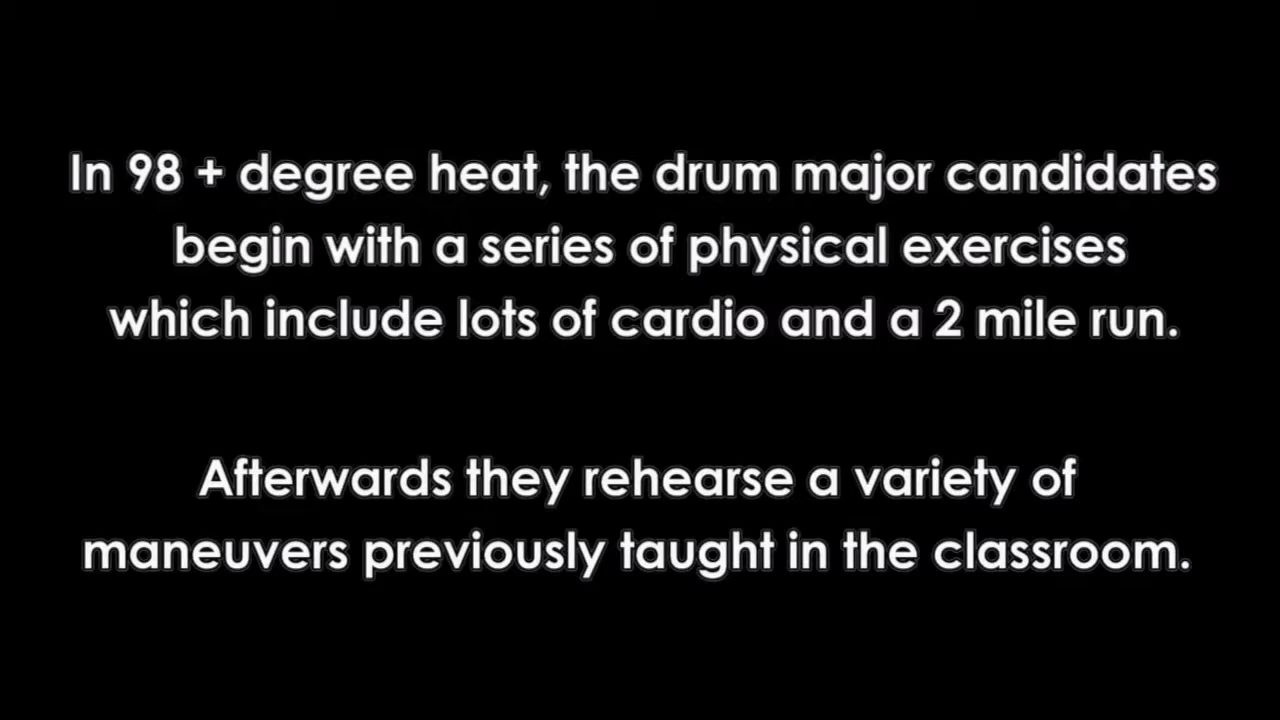 In 98 + degree heat, the drum major candidates
begin with a series of physical exercises
which include lots of cardio and a 2 mile run.
Afterwards they rehearse a variety of
maneuvers previously taught in the classroom.